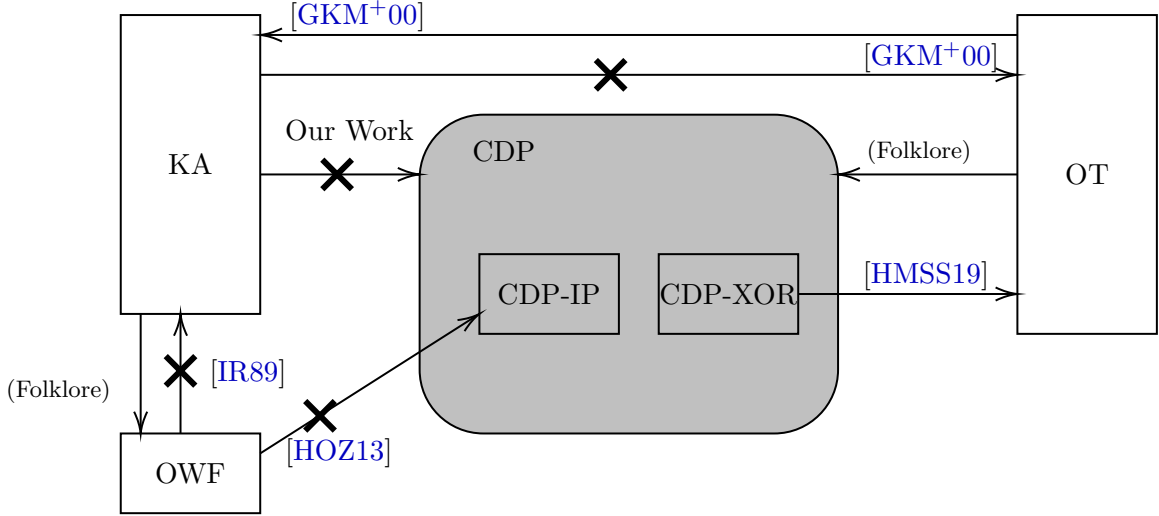 [GKM+00]
[GKM+00]
Our Work
CDP
(Folklore)
KA
OT
[HMSS19]
CDP-IP
CDP-XOR
[IR89]
(Folklore)
[HOZ13]
OWF